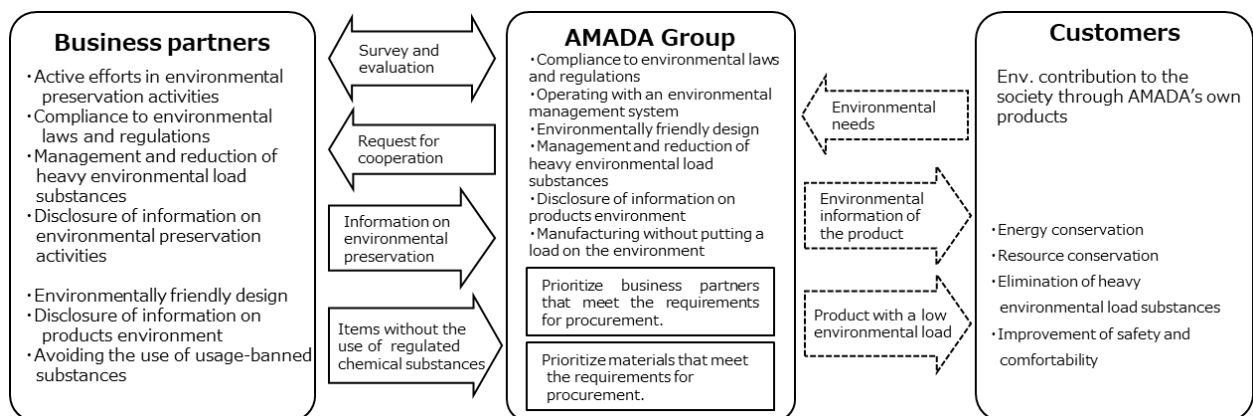 Business partners
・Active efforts in environmental
preservation activities
・Compliance to environmental
laws and regulations
・Management and reduction of
heavy environmental load
substances
・Disclosure of information on
environmental preservation
activities
・Environmentally friendly design
・Disclosure of information on
products environment
・Avoiding the use of usage-banned
substances
Survey and
evaluation
Request for
cooperation
Information on
environmental
preservation
Items without the
use of regulated
chemical substances
AMADA Group
・Compliance to environmental laws
and regulations
・Operating with an environmental
management system
・Environmentally friendly design
・Management and reduction of
heavy environmental load
substances
・Disclosure of information on
products environment
・Manufacturing without putting a
load on the environment
Prioritize business partners
that meet the requirements
for procurement.
Prioritize materials that meet
the requirements for
procurement.
Environmental
needs
Environmental
information of
the product
Product with a low
environmental load
Customers
Env. contribution to the
society through AMADA’s own
products
・Energy conservation
・Resource conservation
・Elimination of heavy
environmental load substances
・Improvement of safety and
comfortability